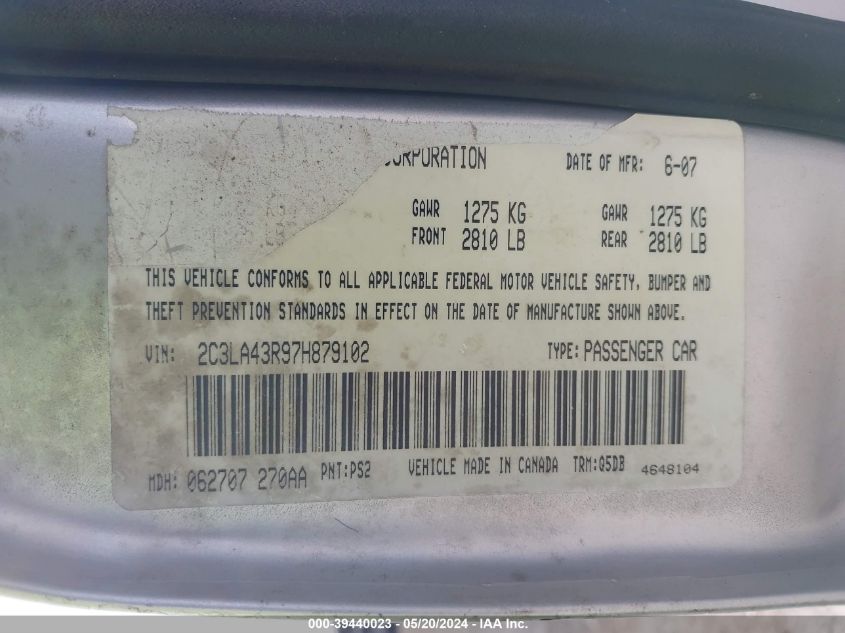 CORPORATION DATE OF MFR: 6-07
GAWR 1275 KG GAWR 1275 KG
FRONT 2810 LB REAR 2810 LB
THIS VEHICLE CONFORMS TO ALL APPLICABLE FEDERAL MOTOR VEHICLE SAFETY, BUMPER AND
THEFT PREVENTION STANDARDS IN EFFECT ON THE DATE OF MANUFACTURE SHOWN ABOVE.
VIN: 2C3LA43R97H879102 TYPE: PASSENGER CAR
MDH: 062707 270AA PNT:PS2 VEHICLE MADE IN CANADA TRM:Q5DB 4648104
000-39440023 - 05/20/2024 - IAA Inc.